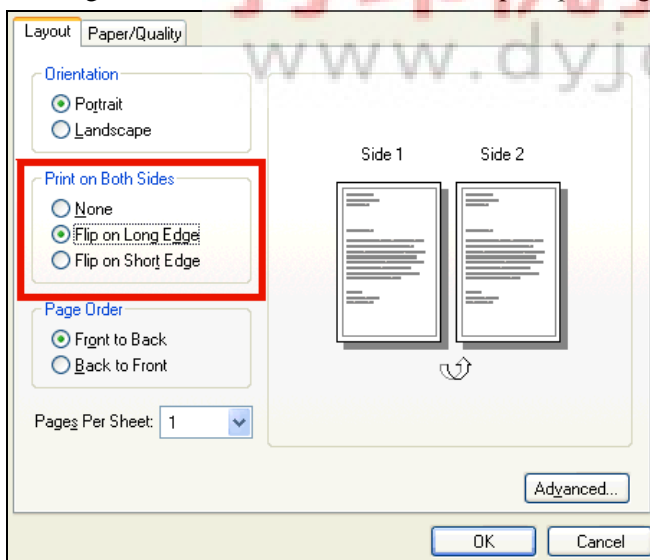 Layout
Paper/Quality
www.dyj
Orientation
Portrait
Landscape
Print on Both Sides
None
Flip on Long Edge
Flip on Short Edge
Page Order
Front to Back
Back to Front
Pages Per Sheet: 1
Side 1 Side 2
Advanced...
OK Cancel